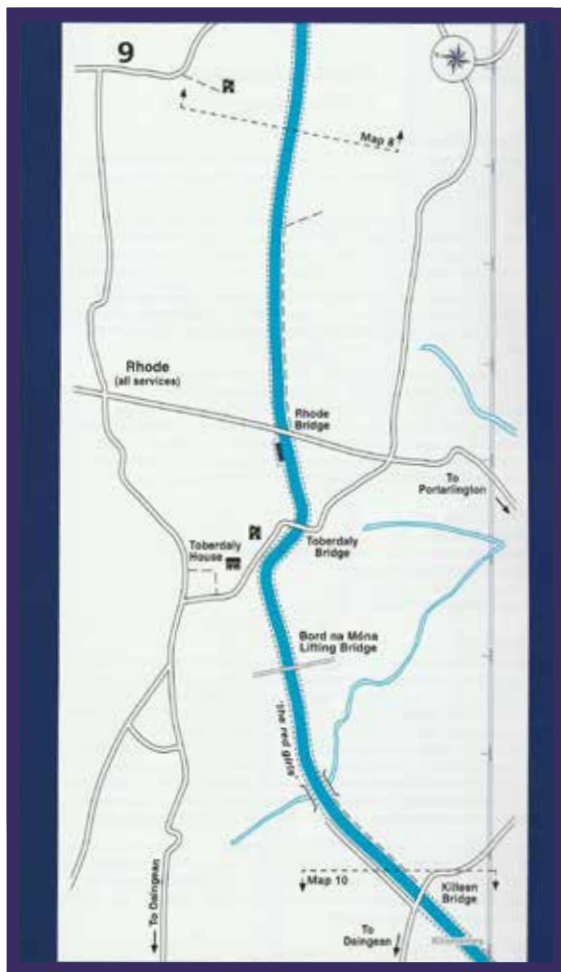 9
Map 8
Rhode
(all services)
Rhode
Bridge
To
Portarlington
Toberdaly
House
Toberdaly
Bridge
Bord na Móna
Lifting Bridge
'the red girls'
Map 10
Killeen
Bridge
To Daingean
To
Daingean
Kilometres